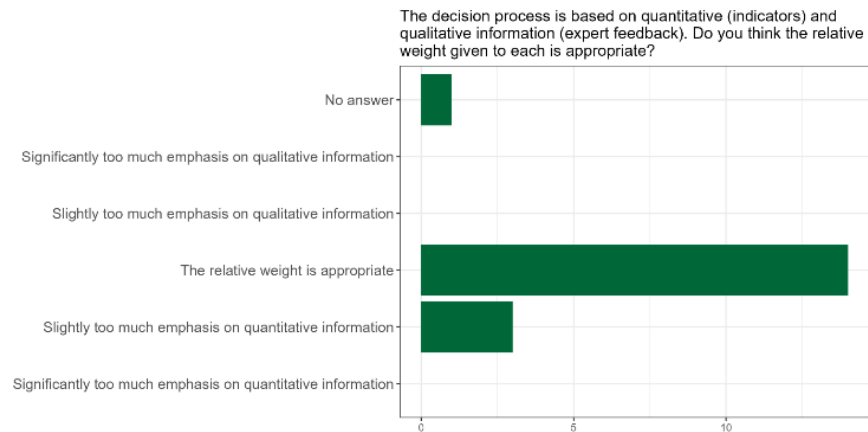 The decision process is based on quantitative (indicators) and
qualitative information (expert feedback). Do you think the relative
weight given to each is appropriate?
No answer
Significantly too much emphasis on qualitative information
Slightly too much emphasis on qualitative information
The relative weight is appropriate
Slightly too much emphasis on quantitative information
Significantly too much emphasis on quantitative information
0 5 10